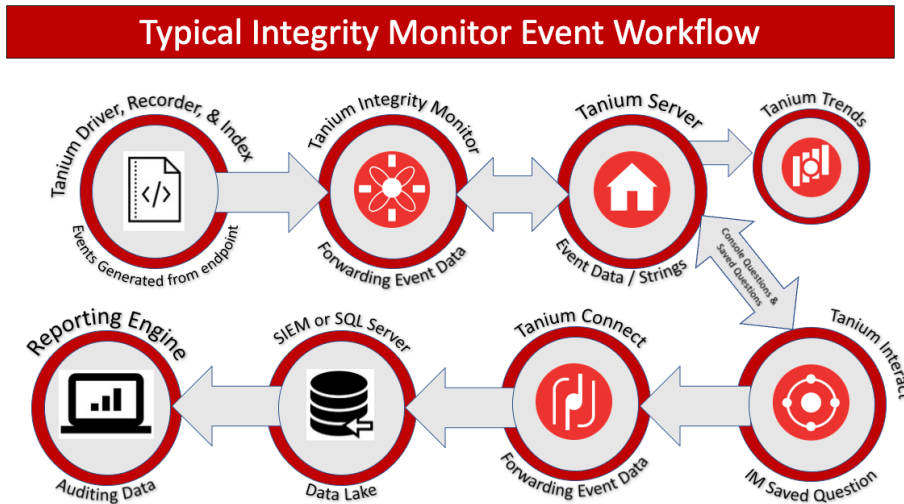 Typical Integrity Monitor Event Workflow
Tanium Driver, Recorder, & Index
</>
Events Generated from endpoint
Tanium Integrity Monitor
Forwarding Event Data
Tanium Server
Event Data / Strings
Tanium Trends
Console Questions &
Saved Questions
Reporting Engine
Auditing Data
SIEM or SQL Server
Data Lake
Tanium Connect
Forwarding Event Data
Tanium Interact
IM Saved Question